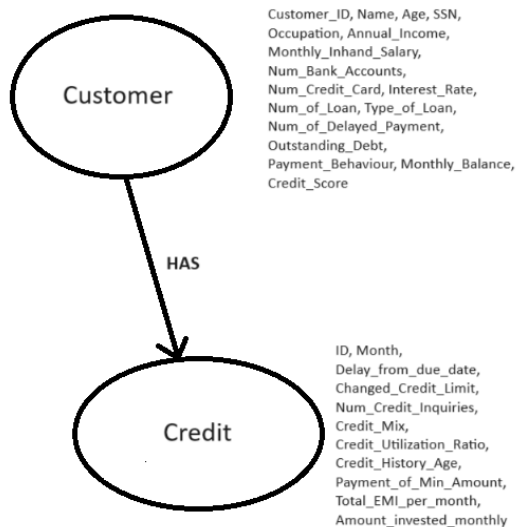 Customer_ID, Name, Age, SSN,
Occupation, Annual_Income,
Monthly_Inhand_Salary,
Num_Bank_Accounts,
Num_Credit_Card, Interest_Rate,
Num_of_Loan, Type_of_Loan,
Num_of_Delayed_Payment,
Outstanding_Debt,
Payment_Behaviour, Monthly_Balance,
Credit_Score
Customer
HAS
ID, Month,
Delay_from_due_date,
Changed_Credit_Limit,
Num_Credit_Inquiries,
Credit_Mix,
Credit_Utilization_Ratio,
Credit_History_Age,
Payment_of_Min_Amount,
Total_EMI_per_month,
Amount_invested_monthly
Credit